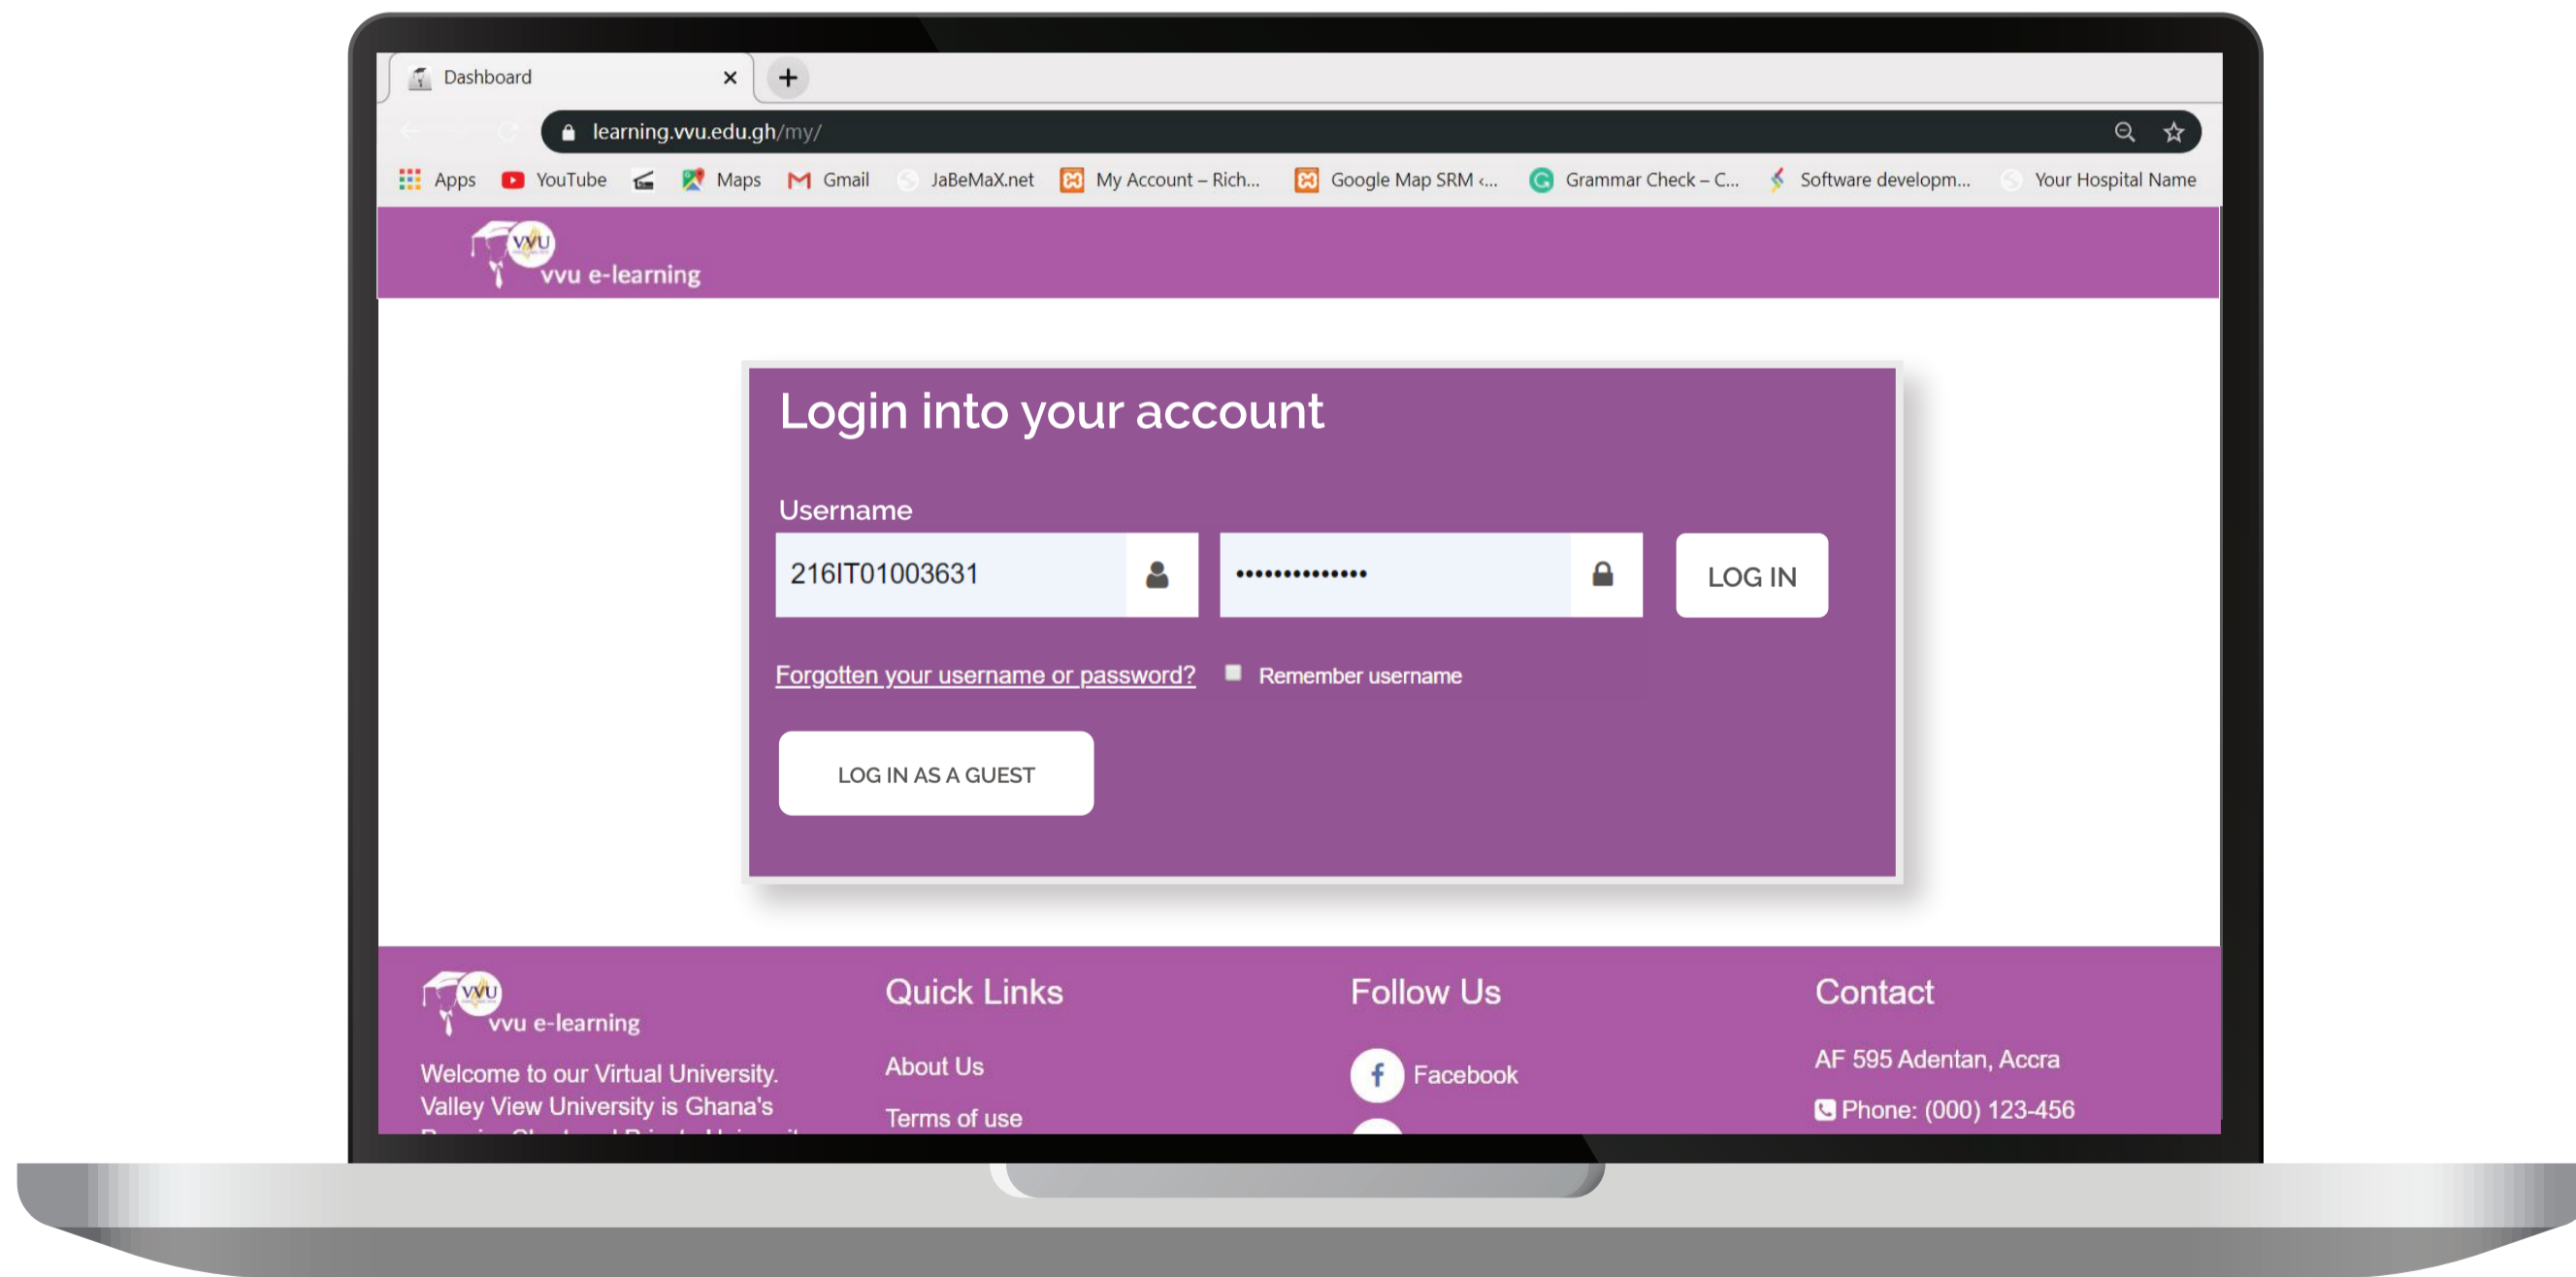 Dashboard
learning.vvu.edu.gh/my/
Apps YouTube Maps Gmail JaBeMaX.net My Account – Rich... Google Map SRM ‹... Grammar Check – C... Software developm... Your Hospital Name
VVU
vvu e-learning
Login into your account
Username
216IT01003631 ••••••••••••••
LOG IN
Forgotten your username or password? Remember username
LOG IN AS A GUEST
VVU
vvu e-learning
Welcome to our Virtual University.
Valley View University is Ghana's
Quick Links
About Us
Terms of use
Follow Us
Facebook
Contact
AF 595 Adentan, Accra
Phone: (000) 123-456